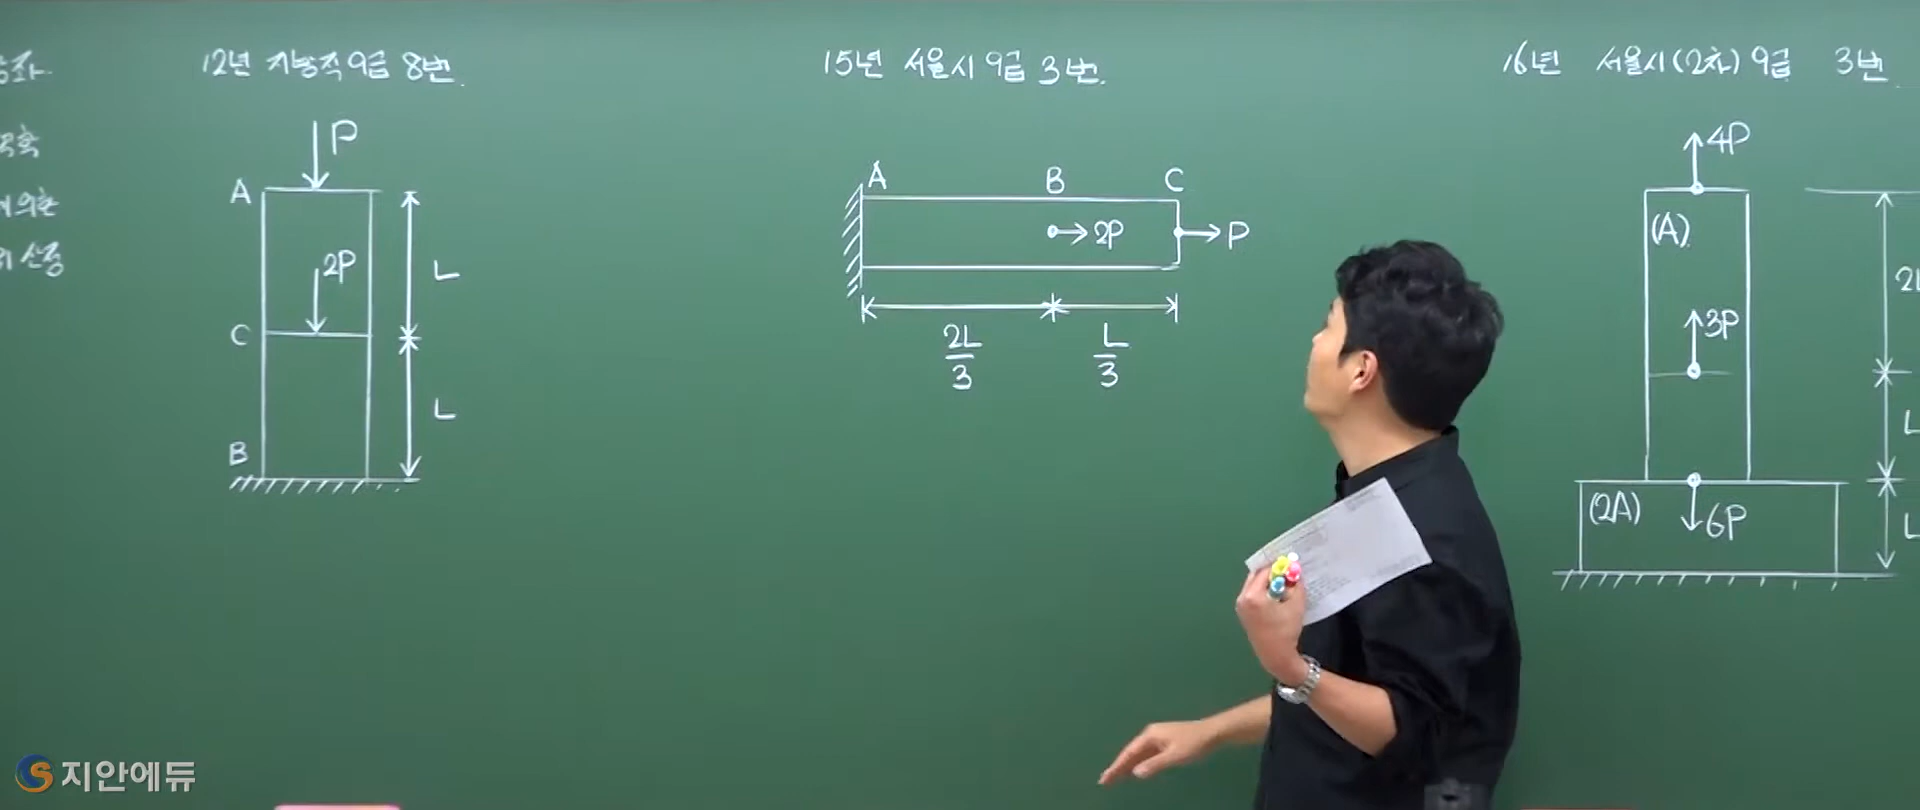 12년 지방직 9급 8번.
P
A
2P
L
C
L
B
15년 서울시 9급 3번.
A B C
2P P
2L/3 L/3
16년 서울시(2차) 9급 3번
4P
(A)
3P
(2A)
6P
L
지안에듀